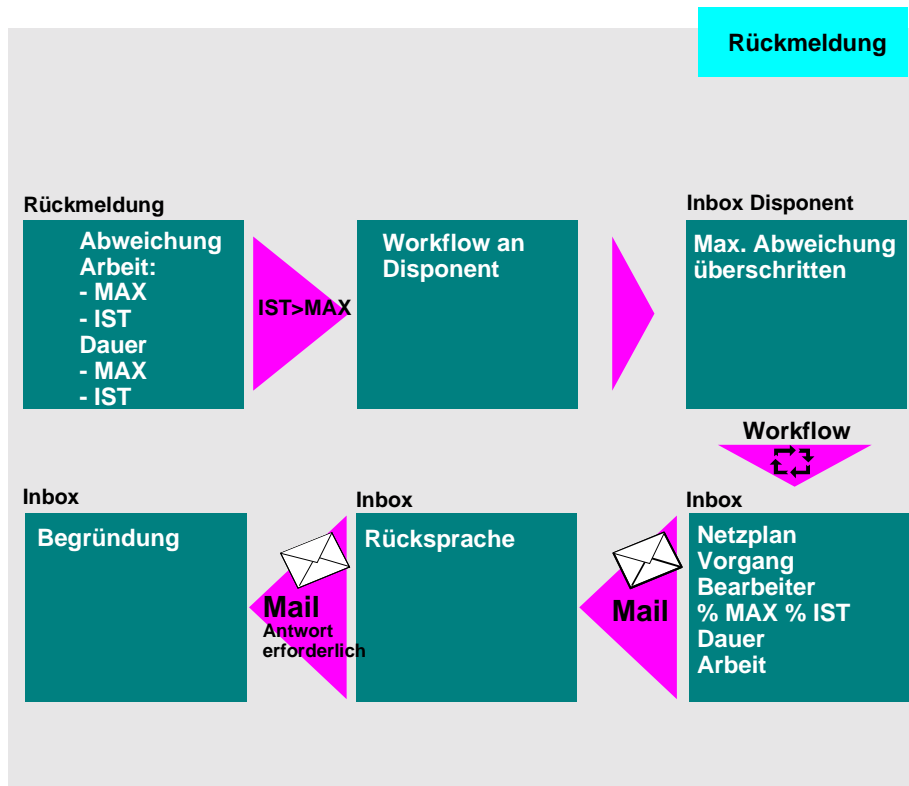 Rückmeldung
Rückmeldung
Abweichung
Arbeit:
- MAX
- IST
Dauer
- MAX
- IST
IST>MAX
Workflow an
Disponent
Inbox Disponent
Max. Abweichung
überschritten
Workflow
Inbox
Netzplan
Vorgang
Bearbeiter
% MAX % IST
Dauer
Arbeit
Mail
Inbox
Rücksprache
Mail
Antwort
erforderlich
Inbox
Begründung